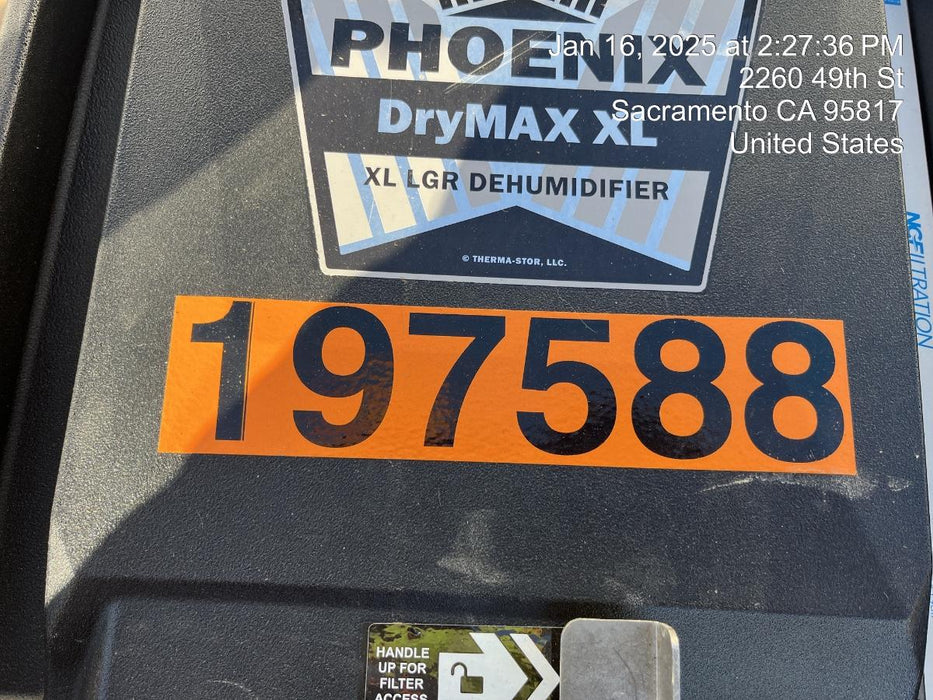 PHOENIX
DryMAX XL
XL LGR DEHUMIDIFIER
© THERMA-STOR, LLC.
Jan 16, 2025 at 2:27:36 PM
2260 49th St
Sacramento CA 95817
United States
NCFILTRATION
197588
HANDLE
UP FOR
FILTER
ACCESS